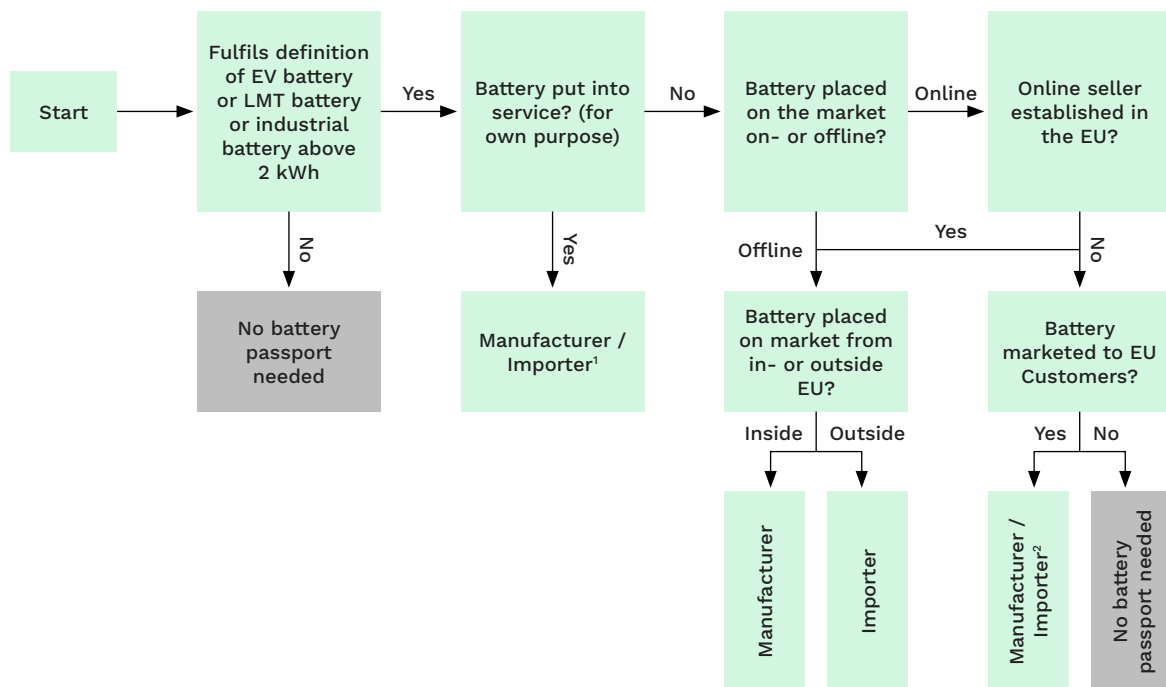 Start
Fulfils definition
of EV battery
or LMT battery
or industrial
battery above
2 kWh
Yes
Battery put into
service? (for
own purpose)
No
Battery placed
on the market
on- or offline?
Online
Online seller
established in
the EU?
No
Yes
Offline
Yes
No
No battery
passport
needed
Manufacturer /
Importer¹
Battery placed
on market from
in- or outside
EU?
Battery
marketed to EU
Customers?
Inside
Outside
Yes
No
Manufacturer
Importer
Manufacturer /
Importer²
No battery
passport needed